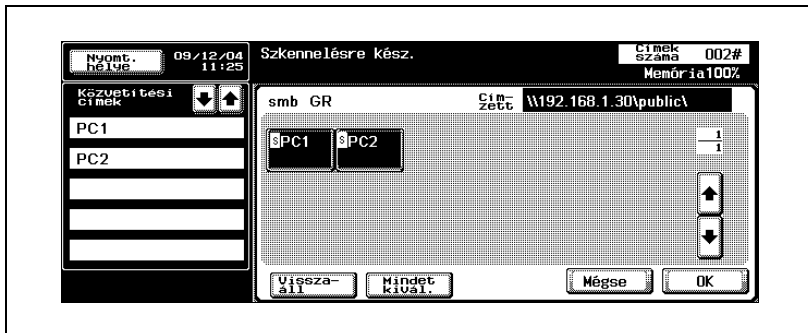 Nyomt.
hélye
09/12/04
11:25
Szkennelésre kész.
Címek
száma
002#
Memória100%
Közvetítési
címek
PC1
PC2
smb GR
Cím-
zett
\\192.168.1.30\public\
S PC1
S PC2
1
1
Vissza-
áll
Mindet
kivál.
Mégse
OK